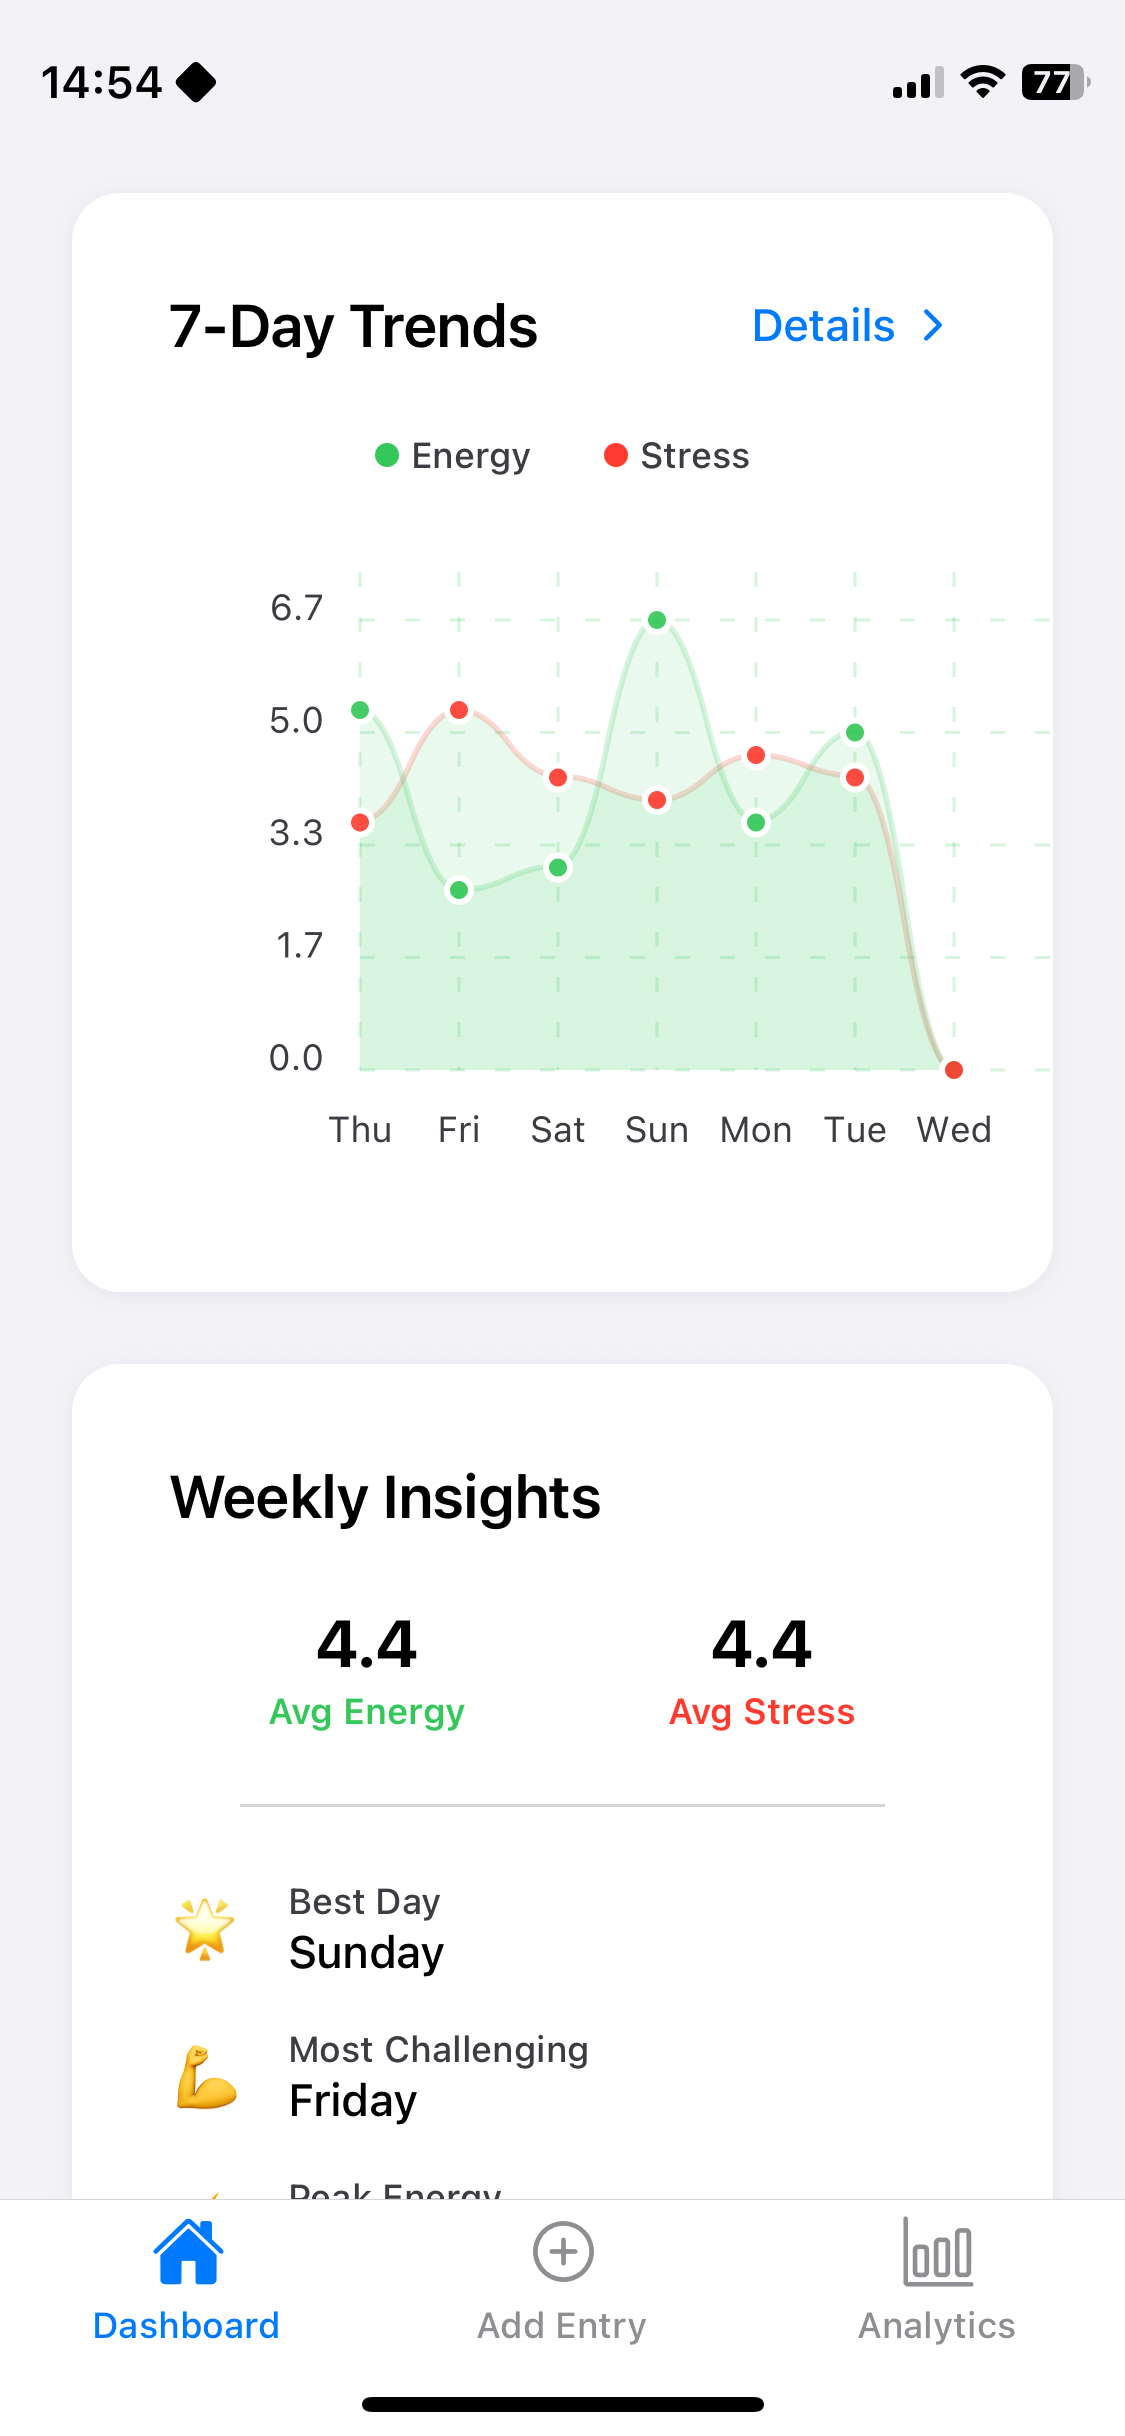 14:54
77
7-Day Trends
Details
Energy
Stress
6.7
5.0
3.3
1.7
0.0
Thu Fri Sat Sun Mon Tue Wed
Weekly Insights
4.4
Avg Energy
4.4
Avg Stress
Best Day
Sunday
Most Challenging
Friday
Peak Energy
Dashboard
Add Entry
Analytics